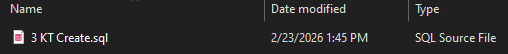 Name Date modified Type
3 KT Create.sql 2/23/2026 1:45 PM SQL Source File